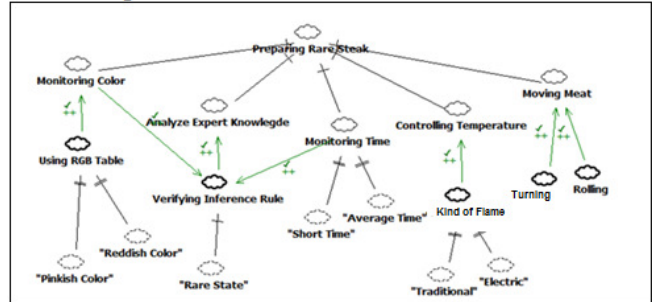 Preparing Rare Steak
Monitoring Color
Moving Meat
Analyze Expert Knowlegde
Monitoring Time
Controlling Temperature
Using RGB Table
Verifying Inference Rule
Kind of Flame
Turning
Rolling
"Short Time"
"Average Time"
"Reddish Color"
"Pinkish Color"
"Rare State"
"Traditional"
"Electric"
++
++
++
++
++
++
++